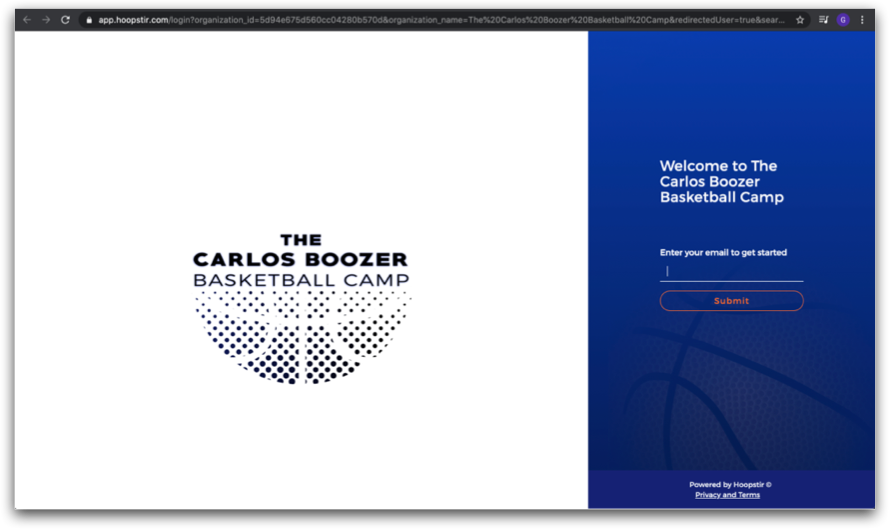 app.hoopstir.com/login?organization_id=5d94e675d560cc04280b570d&organization_name=The%20Carlos%20Boozer%20Basketball%20Camp&redirectedUser=true&sear...
G
THE
CARLOS BOOZER
BASKETBALL CAMP
Welcome to The
Carlos Boozer
Basketball Camp
Enter your email to get started
Submit
Powered by Hoopstir ©
Privacy and Terms